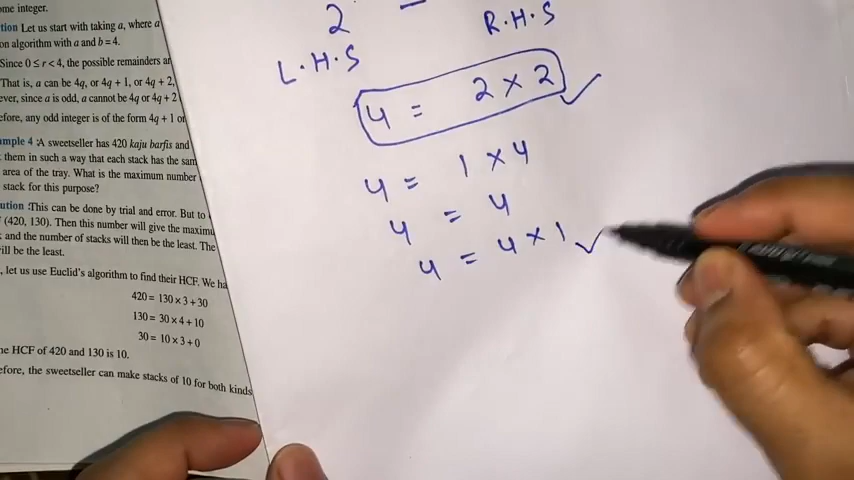 ome integer.
tion Let us start with taking a, where a
on algorithm with a and b = 4.
Since 0 ≤ r < 4, the possible remainders ar
That is, a can be 4q, or 4q + 1, or 4q + 2,
ever, since a is odd, a cannot be 4q or 4q + 2
efore, any odd integer is of the form 4q + 1 or
mple 4 : A sweetseller has 420 kaju barfis and
them in such a way that each stack has the sam
area of the tray. What is the maximum number
stack for this purpose?
ution : This can be done by trial and error. But to
(420, 130). Then this number will give the maximu
and the number of stacks will then be the least. The
ill be the least.
, let us use Euclid's algorithm to find their HCF. We ha
420 = 130 × 3 + 30
130 = 30 × 4 + 10
30 = 10 × 3 + 0
he HCF of 420 and 130 is 10.
efore, the sweetseller can make stacks of 10 for both kinds
2 –
L.H.S R.H.S
4 = 2 × 2 ✓
4 = 1 × 4
4 = 4
4 = 4 × 1 ✓